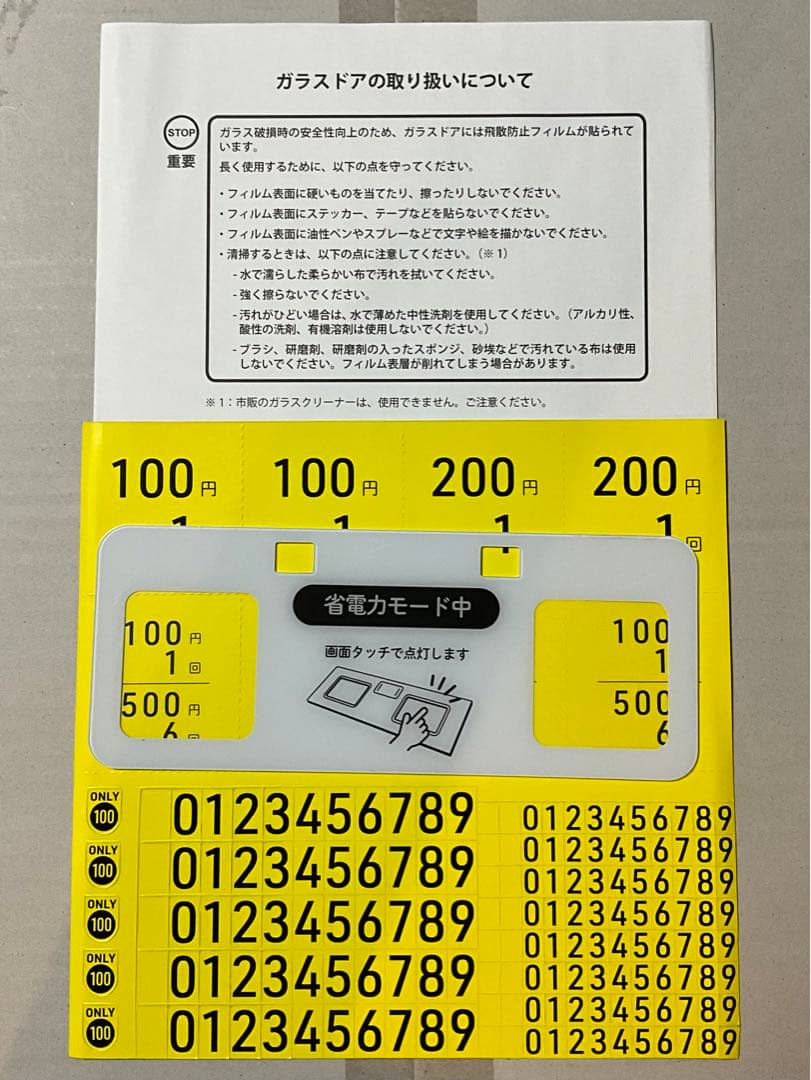 ガラスドアの取り扱いについて
STOP
重要
ガラス破損時の安全性向上のため、ガラスドアには飛散防止フィルムが貼られて
います。
長く使用するために、以下の点を守ってください。
・フィルム表面に硬いものを当てたり、擦ったりしないでください。
・フィルム表面にステッカー、テープなどを貼らないでください。
・フィルム表面に油性ペンやスプレーなどで文字や絵を描かないでください。
・清掃するときは、以下の点に注意してください。（※1）
- 水で濡らした柔らかい布で汚れを拭いてください。
- 強く擦らないでください。
- 汚れがひどい場合は、水で薄めた中性洗剤を使用してください。（アルカリ性、
酸性の洗剤、有機溶剤は使用しないでください。）
- ブラシ、研磨剤、研磨剤の入ったスポンジ、砂埃などで汚れている布は使用
しないでください。フィルム表層が削れてしまう場合があります。
※1：市販のガラスクリーナーは、使用できません。ご注意ください。
100円 100円 200円 200円
1 1 1 1回
省電力モード中
画面タッチで点灯します
100円
1回
500円
6
100
1
500
6
ONLY 100 0123456789 0123456789
ONLY 100 0123456789 0123456789
ONLY 100 0123456789 0123456789
ONLY 100 0123456789 0123456789
ONLY 100 0123456789 0123456789
0123456789
0123456789
0123456789